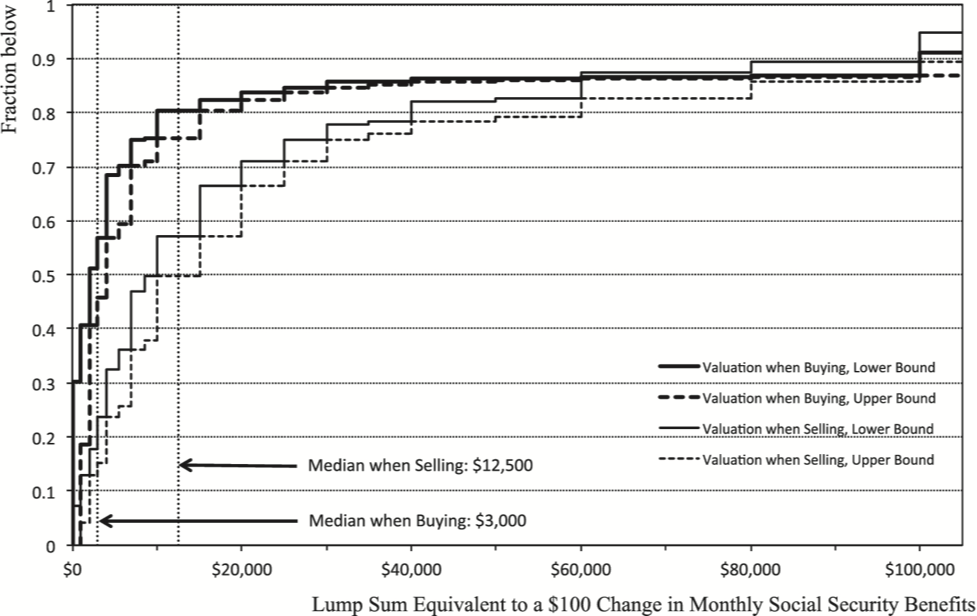 Fraction below
1
0.9
0.8
0.7
0.6
0.5
0.4
0.3
0.2
0.1
0
Valuation when Buying, Lower Bound
Valuation when Buying, Upper Bound
Valuation when Selling, Lower Bound
Valuation when Selling, Upper Bound
Median when Selling: $12,500
Median when Buying: $3,000
$0 $20,000 $40,000 $60,000 $80,000 $100,000
Lump Sum Equivalent to a $100 Change in Monthly Social Security Benefits